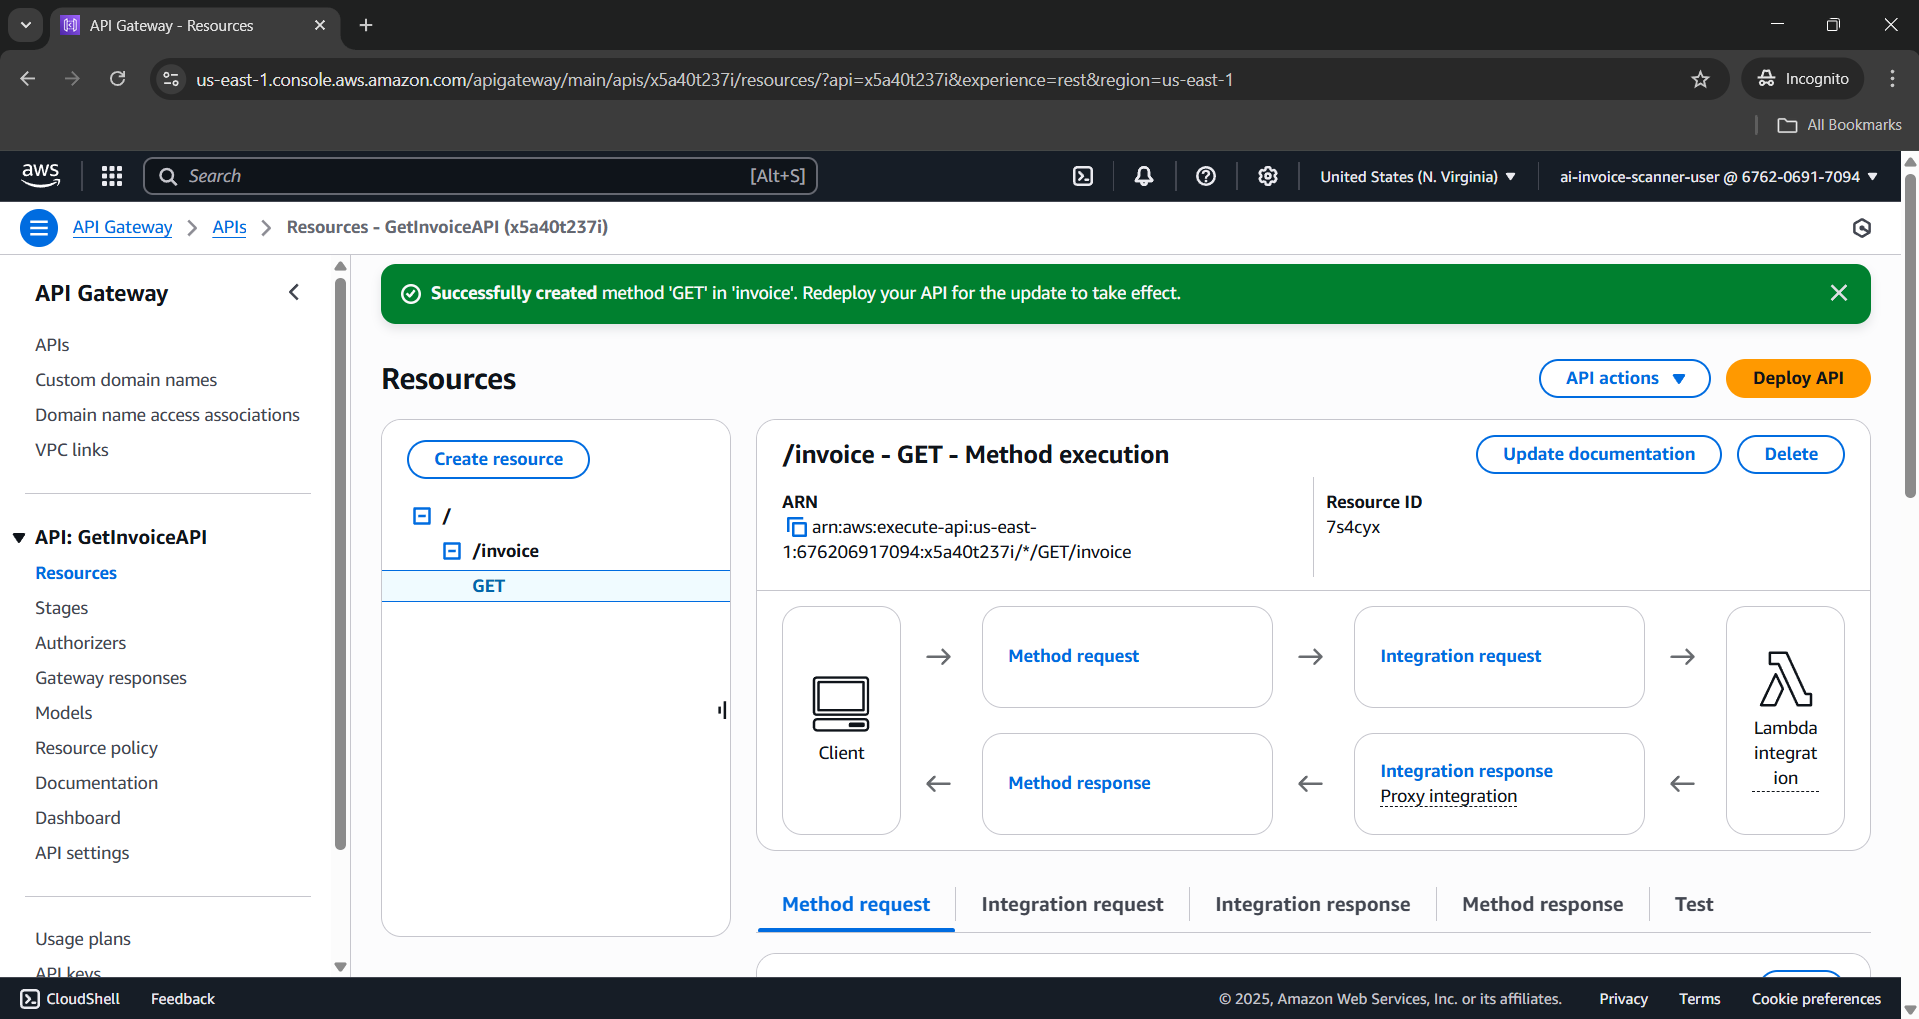 API Gateway - Resources
us-east-1.console.aws.amazon.com/apigateway/main/apis/x5a40t237i/resources/?api=x5a40t237i&experience=rest&region=us-east-1
Incognito
All Bookmarks
aws
Search
[Alt+S]
United States (N. Virginia)
ai-invoice-scanner-user @ 6762-0691-7094
API Gateway
APIs
Resources - GetInvoiceAPI (x5a40t237i)
API Gateway
APIs
Custom domain names
Domain name access associations
VPC links
API: GetInvoiceAPI
Resources
Stages
Authorizers
Gateway responses
Models
Resource policy
Documentation
Dashboard
API settings
Usage plans
API keys
Successfully created method 'GET' in 'invoice'. Redeploy your API for the update to take effect.
Resources
API actions
Deploy API
Create resource
/
/invoice
GET
/invoice - GET - Method execution
Update documentation
Delete
ARN
arn:aws:execute-api:us-east-
1:676206917094:x5a40t237i/*/GET/invoice
Resource ID
7s4cyx
Client
Method request
Integration request
Method response
Integration response
Proxy integration
Lambda
integrat
ion
Method request
Integration request
Integration response
Method response
Test
CloudShell
Feedback
© 2025, Amazon Web Services, Inc. or its affiliates.
Privacy
Terms
Cookie preferences